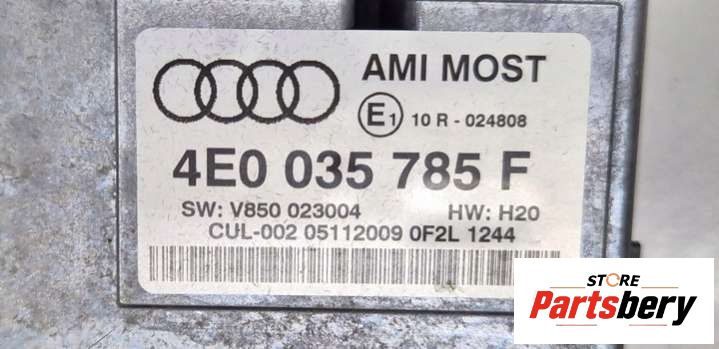 AMI MOST
E1 10 R - 024808
4E0 035 785 F
SW: V850 023004 HW: H20
CUL-002 05112009 0F2L 1244
STORE
Partsbery